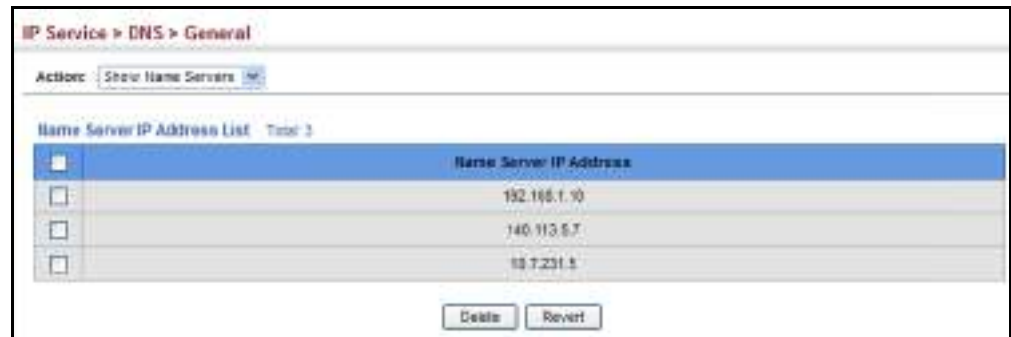 IP Service > DNS > General
Action: Show Name Servers
Name Server IP Address List Total 3
Name Server IP Address
192.168.1.10
140.113.5.7
10.7.231.5
Delete Revert